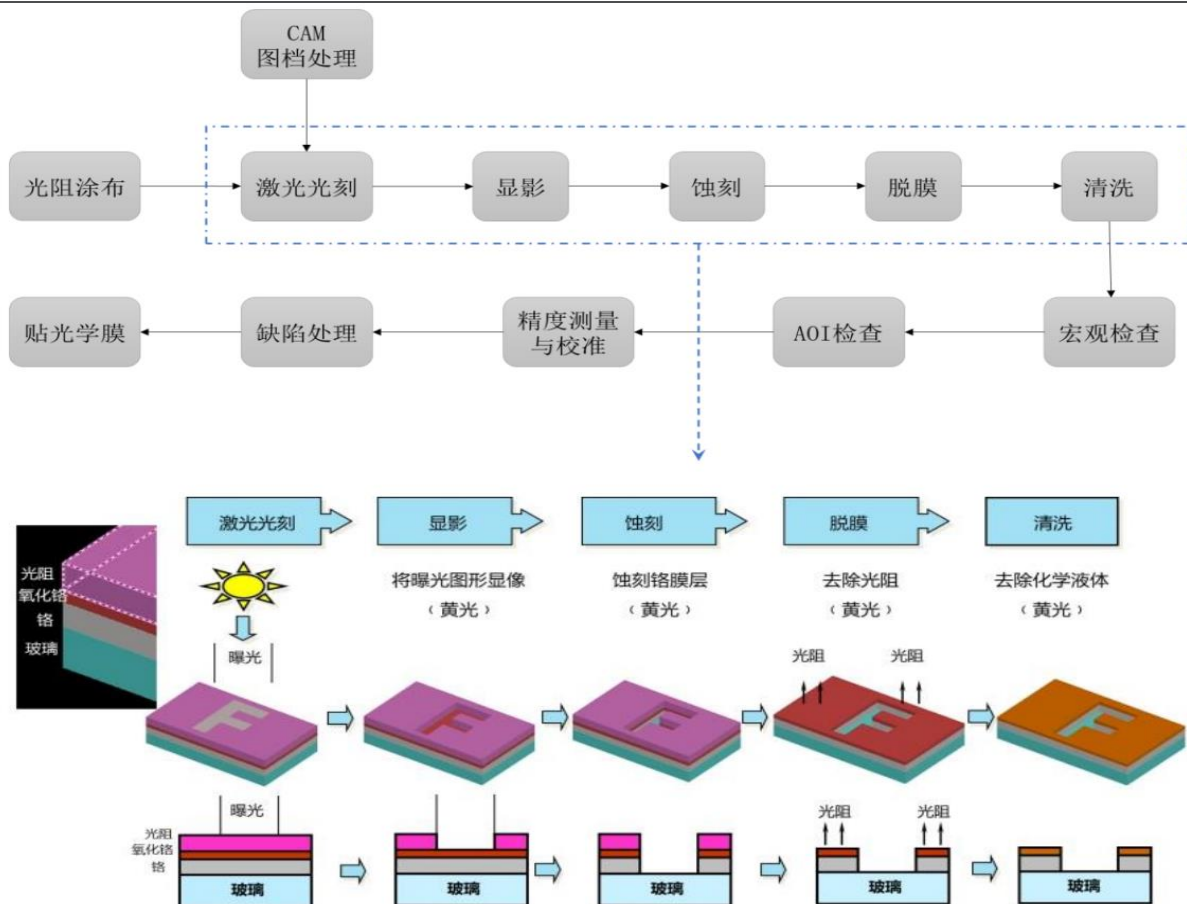 CAM
图档处理
光阻涂布
激光光刻
显影
蚀刻
脱膜
清洗
贴光学膜
缺陷处理
精度测量
与校准
AOI检查
宏观检查
激光光刻
显影
蚀刻
脱膜
清洗
将曝光图形显像
（黄光）
蚀刻铬膜层
（黄光）
去除光阻
（黄光）
去除化学液体
（黄光）
光阻
氧化铬
铬
玻璃
曝光
光阻
光阻
曝光
光阻
氧化铬
铬
玻璃
玻璃
玻璃
光阻
光阻
玻璃
玻璃